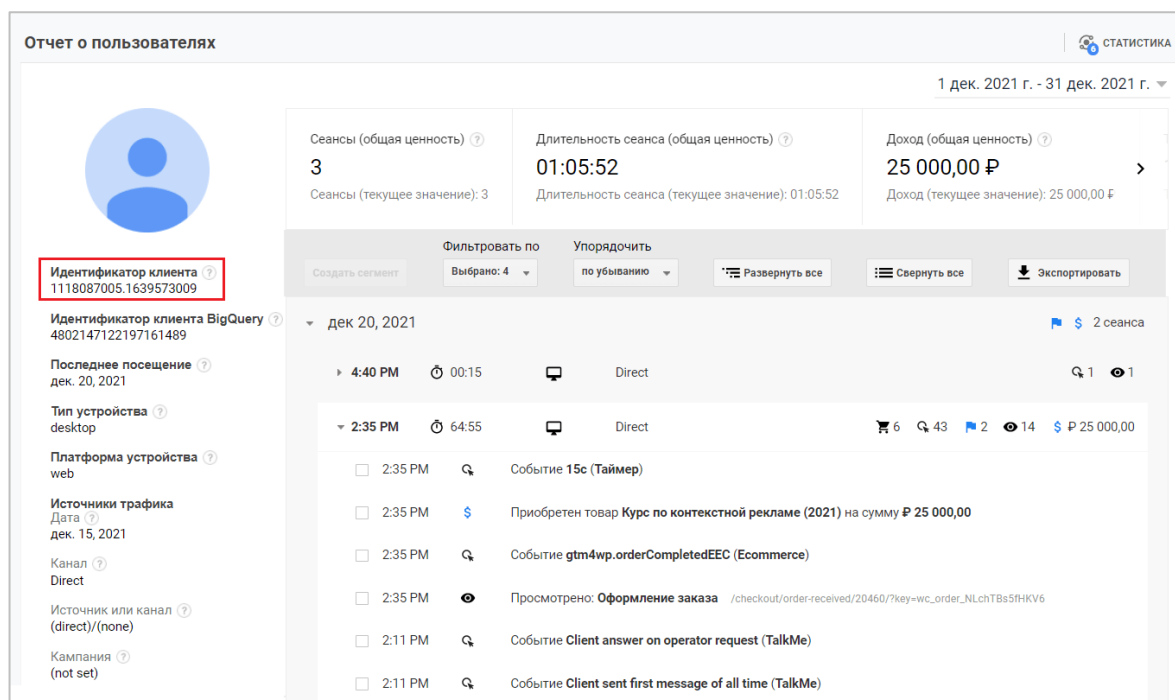 Отчет о пользователях
6 СТАТИСТИКА
1 дек. 2021 г. - 31 дек. 2021 г.
Сеансы (общая ценность) ?
3
Сеансы (текущее значение): 3
Длительность сеанса (общая ценность) ?
01:05:52
Длительность сеанса (текущее значение): 01:05:52
Доход (общая ценность) ?
25 000,00 ₽
Доход (текущее значение): 25 000,00 ₽
Идентификатор клиента ?
1118087005.1639573009
Идентификатор клиента BigQuery ?
4802147122197161489
Последнее посещение ?
дек. 20, 2021
Тип устройства ?
desktop
Платформа устройства ?
web
Источники трафика
Дата ?
дек. 15, 2021
Канал ?
Direct
Источник или канал ?
(direct)/(none)
Кампания ?
(not set)
Фильтровать по
Упорядочить
Создать сегмент
Выбрано: 4
по убыванию
Развернуть все
Свернуть все
Экспортировать
дек 20, 2021 $ 2 сеанса
4:40 PM 00:15 Direct 1 1
2:35 PM 64:55 Direct 6 43 2 14 $ ₽ 25 000,00
2:35 PM Событие 15с (Таймер)
2:35 PM $ Приобретен товар Курс по контекстной рекламе (2021) на сумму ₽ 25 000,00
2:35 PM Событие gtm4wp.orderCompletedEEC (Ecommerce)
2:35 PM Просмотрено: Оформление заказа /checkout/order-received/20460/?key=wc_order_NLchTBs5fHKV6
2:11 PM Событие Client answer on operator request (TalkMe)
2:11 PM Событие Client sent first message of all time (TalkMe)